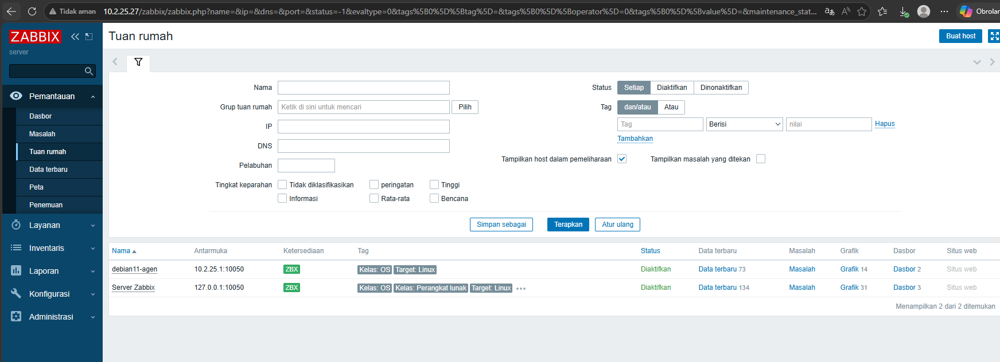 Tidak aman 10.2.25.27/zabbix/zabbix.php?name=&ip=&dns=&port=&status=-1&evaltype=0&tags%5B0%5D%5Btag%5D=&tags%5B0%5D%5Boperator%5D=0&tags%5B0%5D%5Bvalue%5D=&maintenance_stat... Obrolan
ZABBIX
server
Pemantauan
Dasbor
Masalah
Tuan rumah
Data terbaru
Peta
Penemuan
Layanan
Inventaris
Laporan
Konfigurasi
Administrasi
Tuan rumah Buat host
Nama Status Setiap Diaktifkan Dinonaktifkan
Grup tuan rumah Ketik di sini untuk mencari Pilih Tag dan/atau Atau
IP Tag Berisi nilai Hapus
Tambahkan
DNS
Pelabuhan Tampilkan host dalam pemeliharaan Tampilkan masalah yang ditekan
Tingkat keparahan Tidak diklasifikasikan peringatan Tinggi
Informasi Rata-rata Bencana
Simpan sebagai Terapkan Atur ulang
Nama Antarmuka Ketersediaan Tag Status Data terbaru Masalah Grafik Dasbor Situs web
debian11-agen 10.2.25.1:10050 ZBX Kelas: OS Target: Linux Diaktifkan Data terbaru 73 Masalah Grafik 14 Dasbor 2 Situs web
Server Zabbix 127.0.0.1:10050 ZBX Kelas: OS Kelas: Perangkat lunak Target: Linux Diaktifkan Data terbaru 134 Masalah Grafik 31 Dasbor 3 Situs web
Menampilkan 2 dari 2 ditemukan